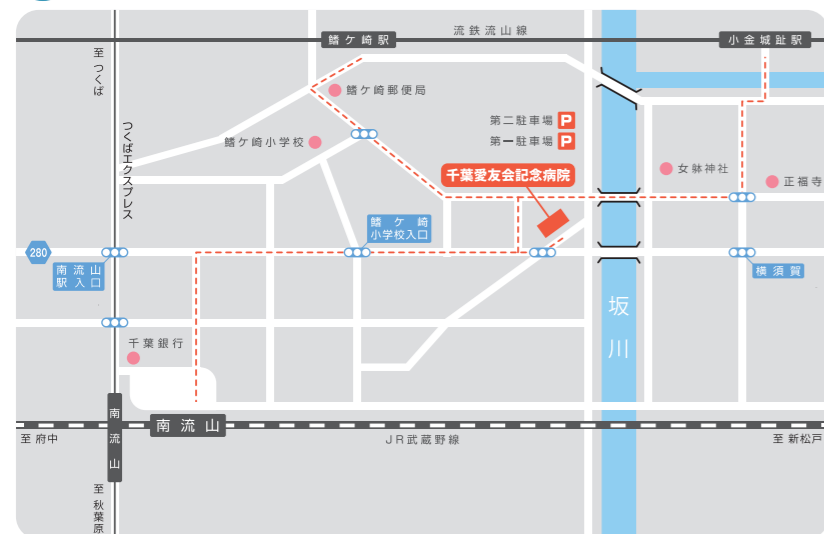 流鉄流山線
鰭ケ崎駅
小金城趾駅
至つくば
つくばエクスプレス
鰭ケ崎郵便局
第二駐車場 P
第一駐車場 P
鰭ケ崎小学校
千葉愛友会記念病院
女躰神社
正福寺
鰭ケ崎
小学校入口
280
南流山
駅入口
横須賀
坂川
千葉銀行
南流山
南流山
至府中
JR武蔵野線
至新松戸
至秋葉原